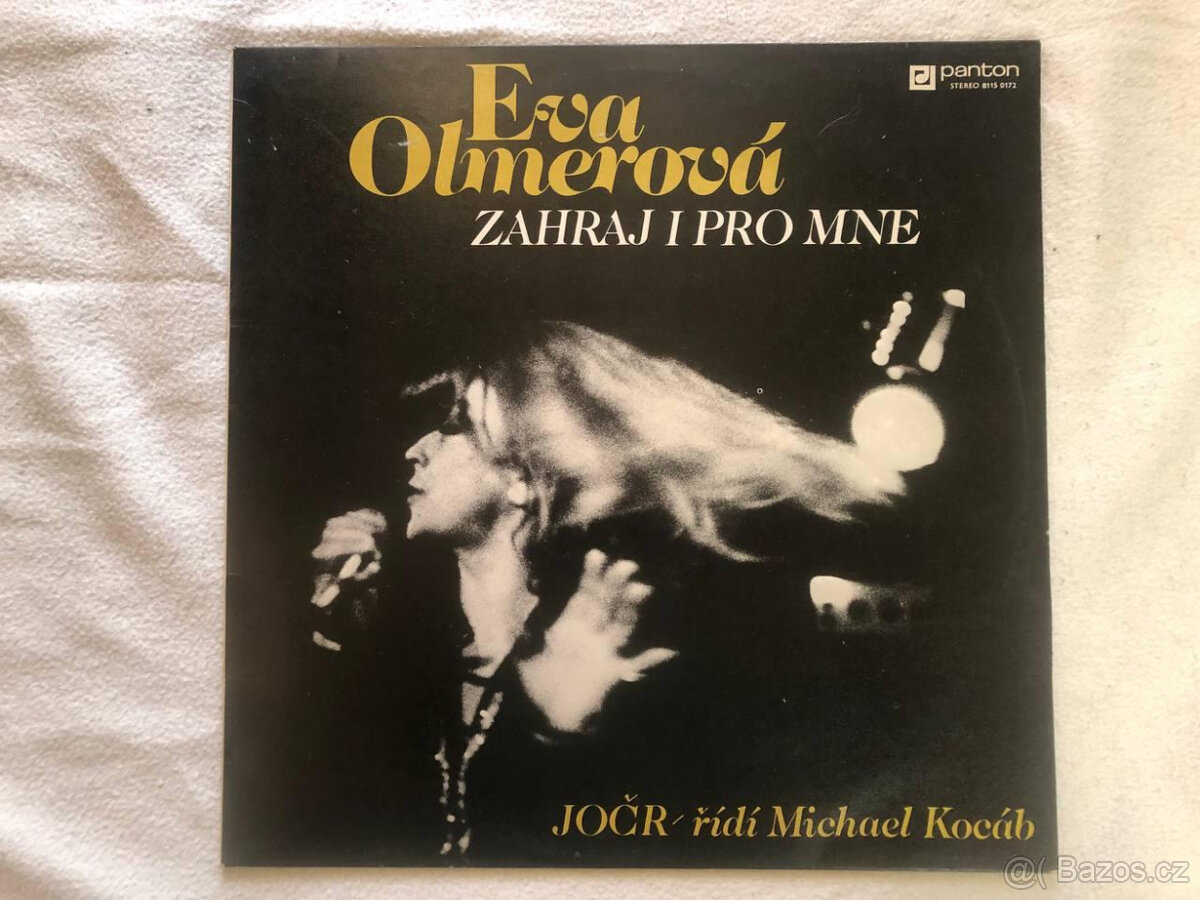 panton
STEREO 8115 0172
Eva
Olmerová
ZAHRAJ I PRO MNE
JOČR - řídí Michael Kocáb
@( Bazos.cz